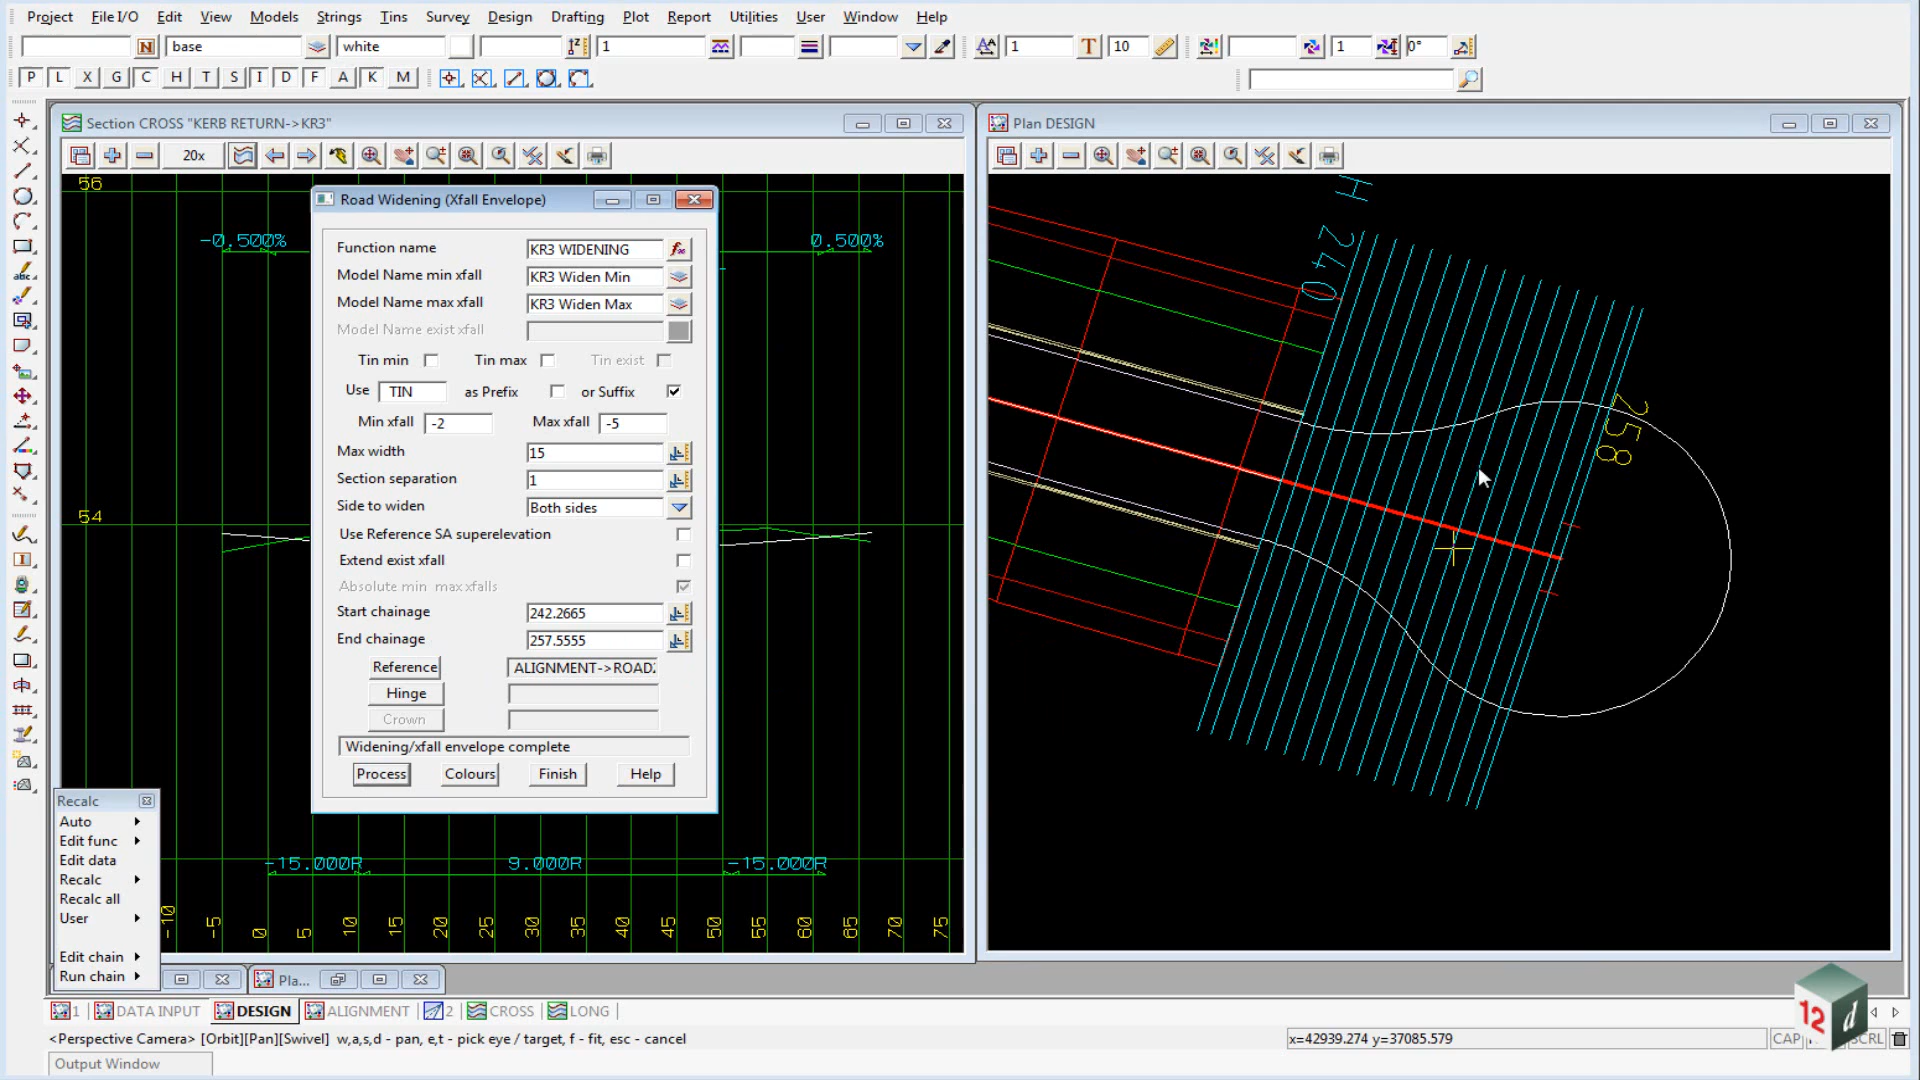 Project File I/O Edit View Models Strings Tins Survey Design Drafting Plot Report Utilities User Window Help
N base white 1 T 1 10 1 0°
P L X G C H T S I D F A K M
Section CROSS "KERB RETURN->KR3"
Plan DESIGN
20x
56
-0.500%
0.500%
54
-15.000R 9.000R -15.000R
-10 -5 0 5 10 15 20 25 30 35 40 45 50 55 60 65 70 75
Road Widening (Xfall Envelope)
Function name KR3 WIDENING
Model Name min xfall KR3 Widen Min
Model Name max xfall KR3 Widen Max
Model Name exist xfall
Tin min Tin max Tin exist
Use TIN as Prefix or Suffix
Min xfall -2 Max xfall -5
Max width 15
Section separation 1
Side to widen Both sides
Use Reference SA superelevation
Extend exist xfall
Absolute min max xfalls
Start chainage 242.2665
End chainage 257.5555
Reference ALIGNMENT->ROAD
Hinge
Crown
Widening/xfall envelope complete
Process Colours Finish Help
H 240
258
Recalc
Auto
Edit func
Edit data
Recalc
Recalc all
User
Edit chain
Run chain
Pla...
1 DATA INPUT DESIGN ALIGNMENT 2 CROSS LONG
<Perspective Camera> [Orbit][Pan][Swivel] w,a,s,d - pan, e,t - pick eye / target, f - fit, esc - cancel
x=42939.274 y=37085.579
CAP
Output Window
12 d